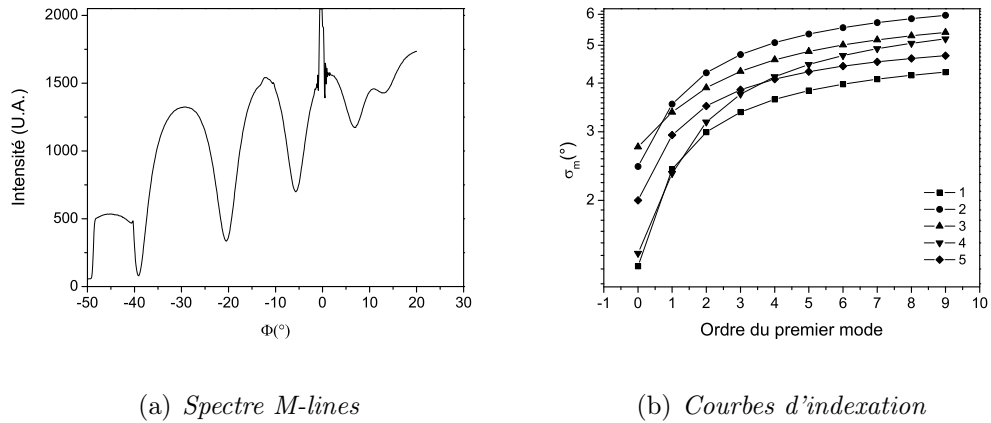 2000
1500
1000
500
0
-50 -40 -30 -20 -10 0 10 20 30
Intensité (U.A.)
Φ(°)
(a) Spectre M-lines
6
5
4
3
2
-1 0 1 2 3 4 5 6 7 8 9 10
σm(°)
Ordre du premier mode
1
2
3
4
5
(b) Courbes d'indexation